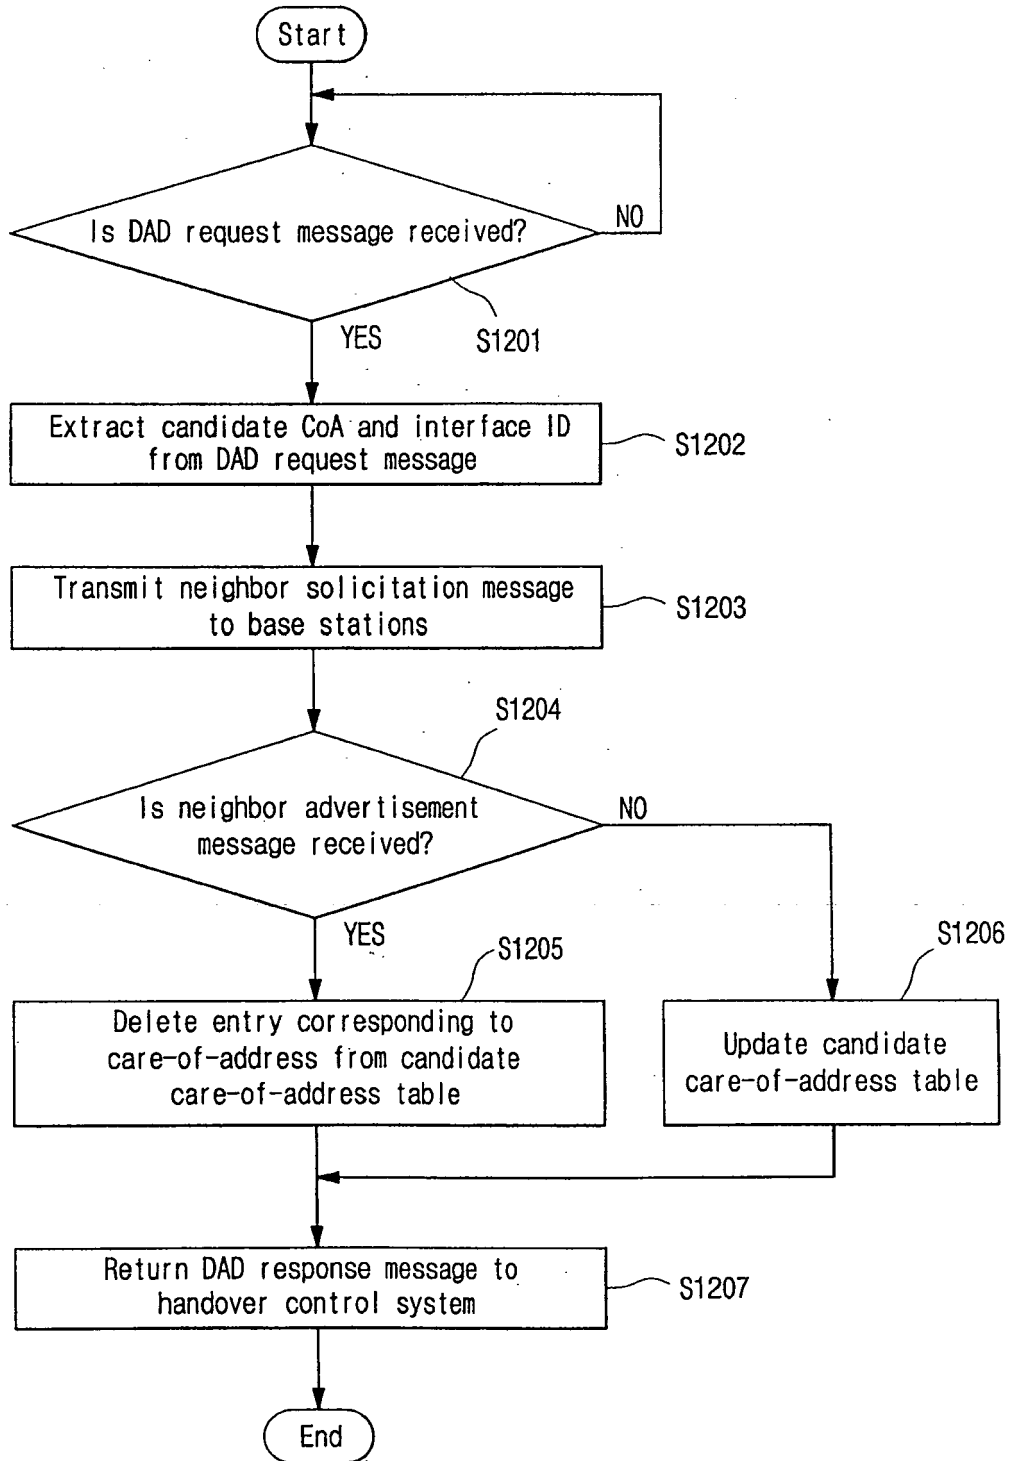 Start
Is DAD request message received?
NO
YES
S1201
Extract candidate CoA and interface ID
from DAD request message
S1202
Transmit neighbor solicitation message
to base stations
S1203
S1204
Is neighbor advertisement
message received?
NO
YES
S1205
S1206
Delete entry corresponding to
care-of-address from candidate
care-of-address table
Update candidate
care-of-address table
Return DAD response message to
handover control system
S1207
End